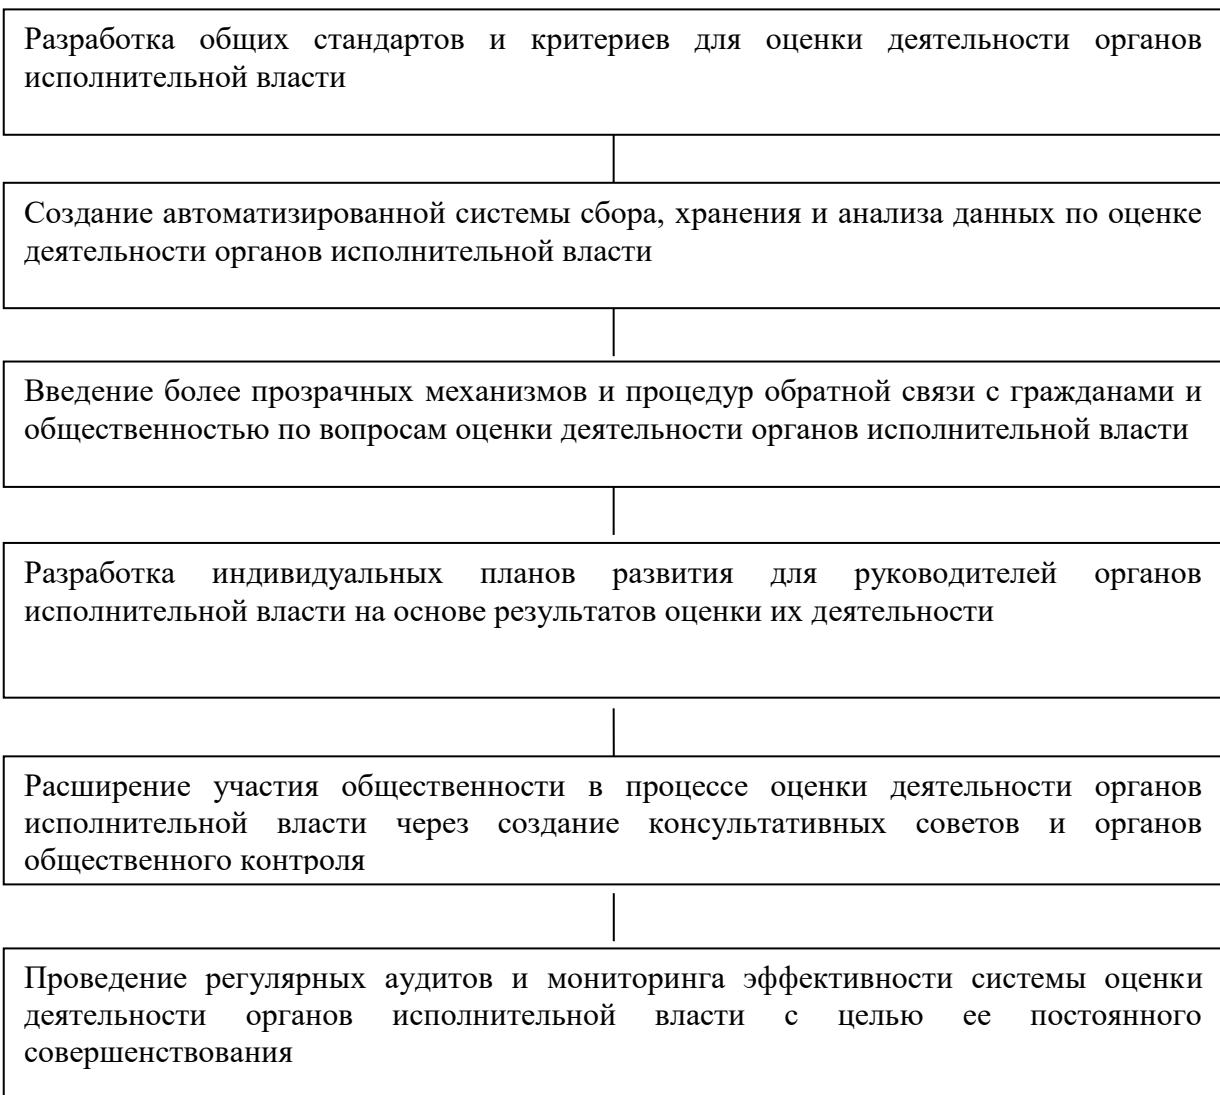 Разработка общих стандартов и критериев для оценки деятельности органов
исполнительной власти
Создание автоматизированной системы сбора, хранения и анализа данных по оценке
деятельности органов исполнительной власти
Введение более прозрачных механизмов и процедур обратной связи с гражданами и
общественностью по вопросам оценки деятельности органов исполнительной власти
Разработка индивидуальных планов развития для руководителей органов
исполнительной власти на основе результатов оценки их деятельности
Расширение участия общественности в процессе оценки деятельности органов
исполнительной власти через создание консультативных советов и органов
общественного контроля
Проведение регулярных аудитов и мониторинга эффективности системы оценки
деятельности органов исполнительной власти с целью ее постоянного
совершенствования